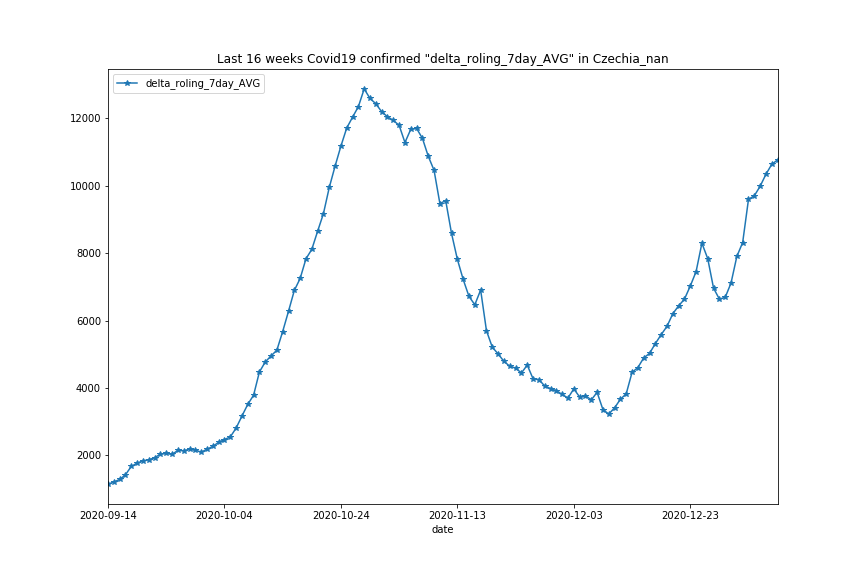 Last 16 weeks Covid19 confirmed "delta_roling_7day_AVG" in Czechia_nan
delta_roling_7day_AVG
12000
10000
8000
6000
4000
2000
2020-09-14 2020-10-04 2020-10-24 2020-11-13 2020-12-03 2020-12-23
date